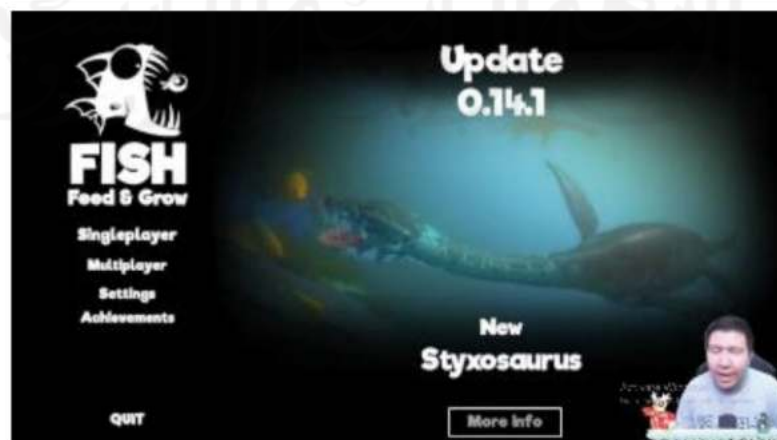 FISH
Feed & Grow
Singleplayer
Multiplayer
Settings
Achievements
QUIT
Update
0.14.1
New
Styxosaurus
More info